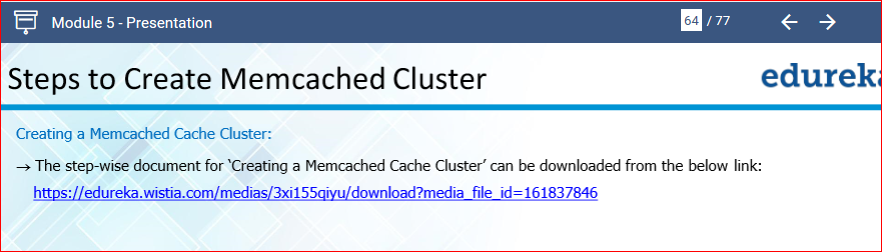 Module 5 - Presentation
64 / 77
Steps to Create Memcached Cluster
edureka
Creating a Memcached Cache Cluster:
→ The step-wise document for ‘Creating a Memcached Cache Cluster’ can be downloaded from the below link:
https://edureka.wistia.com/medias/3xi155qiyu/download?media_file_id=161837846